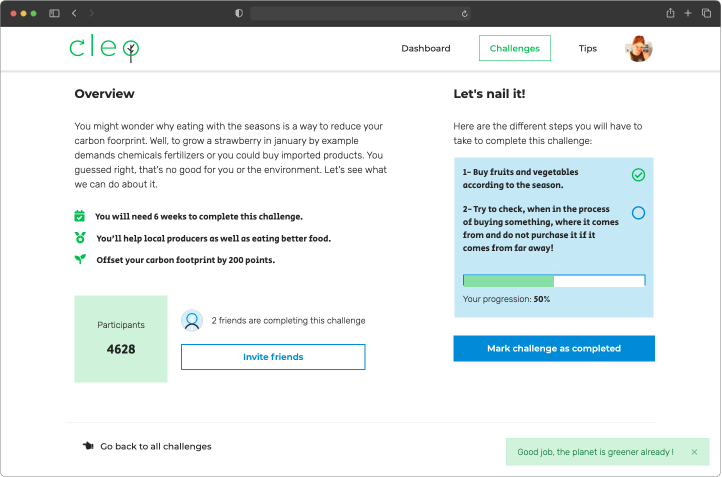 cleo
Dashboard
Challenges
Tips
Overview
You might wonder why eating with the seasons is a way to reduce your
carbon foorprint. Well, to grow a strawberry in january by example
demands chemicals fertilizers or you could buy imported products. You
guessed right, that's no good for you or the environment. Let's see what
we can do about it.
You will need 6 weeks to complete this challenge.
You'll help local producers as well as eating better food.
Offset your carbon footprint by 200 points.
Participants
4628
2 friends are completing this challenge
Invite friends
Let's nail it!
Here are the different steps you will have to
take to complete this challenge:
1- Buy fruits and vegetables
according to the season.
2- Try to check, when in the process
of buying something, where it comes
from and do not purchase it if it
comes from far away!
Your progression: 50%
Mark challenge as completed
Go back to all challenges
Good job, the planet is greener already !